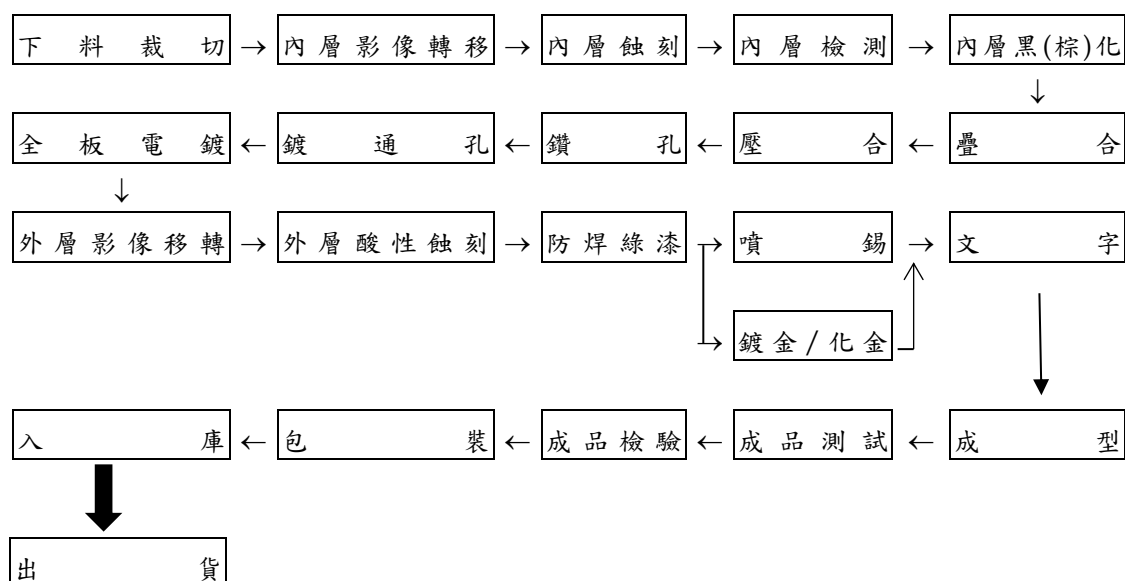 下料裁切 → 內層影像轉移 → 內層蝕刻 → 內層檢測 → 內層黑(棕)化
↓
全板電鍍 ← 鍍通孔 ← 鑽孔 ← 壓合 ← 疊合
↓
外層影像移轉 → 外層酸性蝕刻 → 防焊綠漆 → 噴錫 → 文字
→ 鍍金/化金
入庫 ← 包裝 ← 成品檢驗 ← 成品測試 ← 成型
出貨